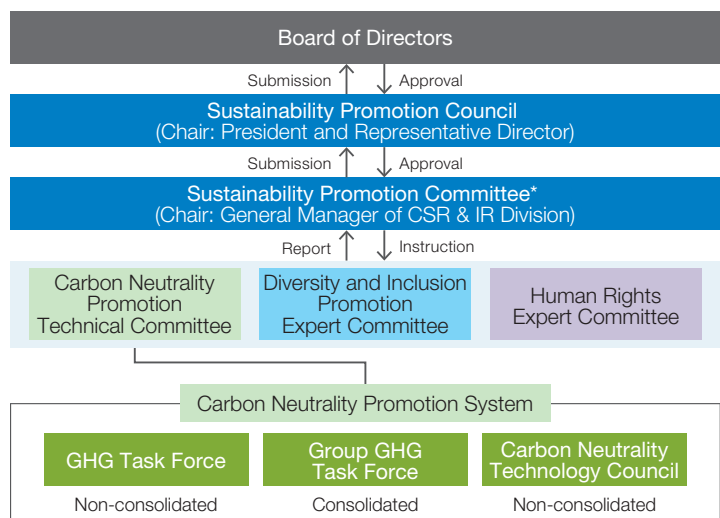 Board of Directors
Submission Approval
Sustainability Promotion Council
(Chair: President and Representative Director)
Submission Approval
Sustainability Promotion Committee*
(Chair: General Manager of CSR & IR Division)
Report Instruction
Carbon Neutrality
Promotion
Technical Committee
Diversity and Inclusion
Promotion
Expert Committee
Human Rights
Expert Committee
Carbon Neutrality Promotion System
GHG Task Force
Non-consolidated
Group GHG
Task Force
Consolidated
Carbon Neutrality
Technology Council
Non-consolidated